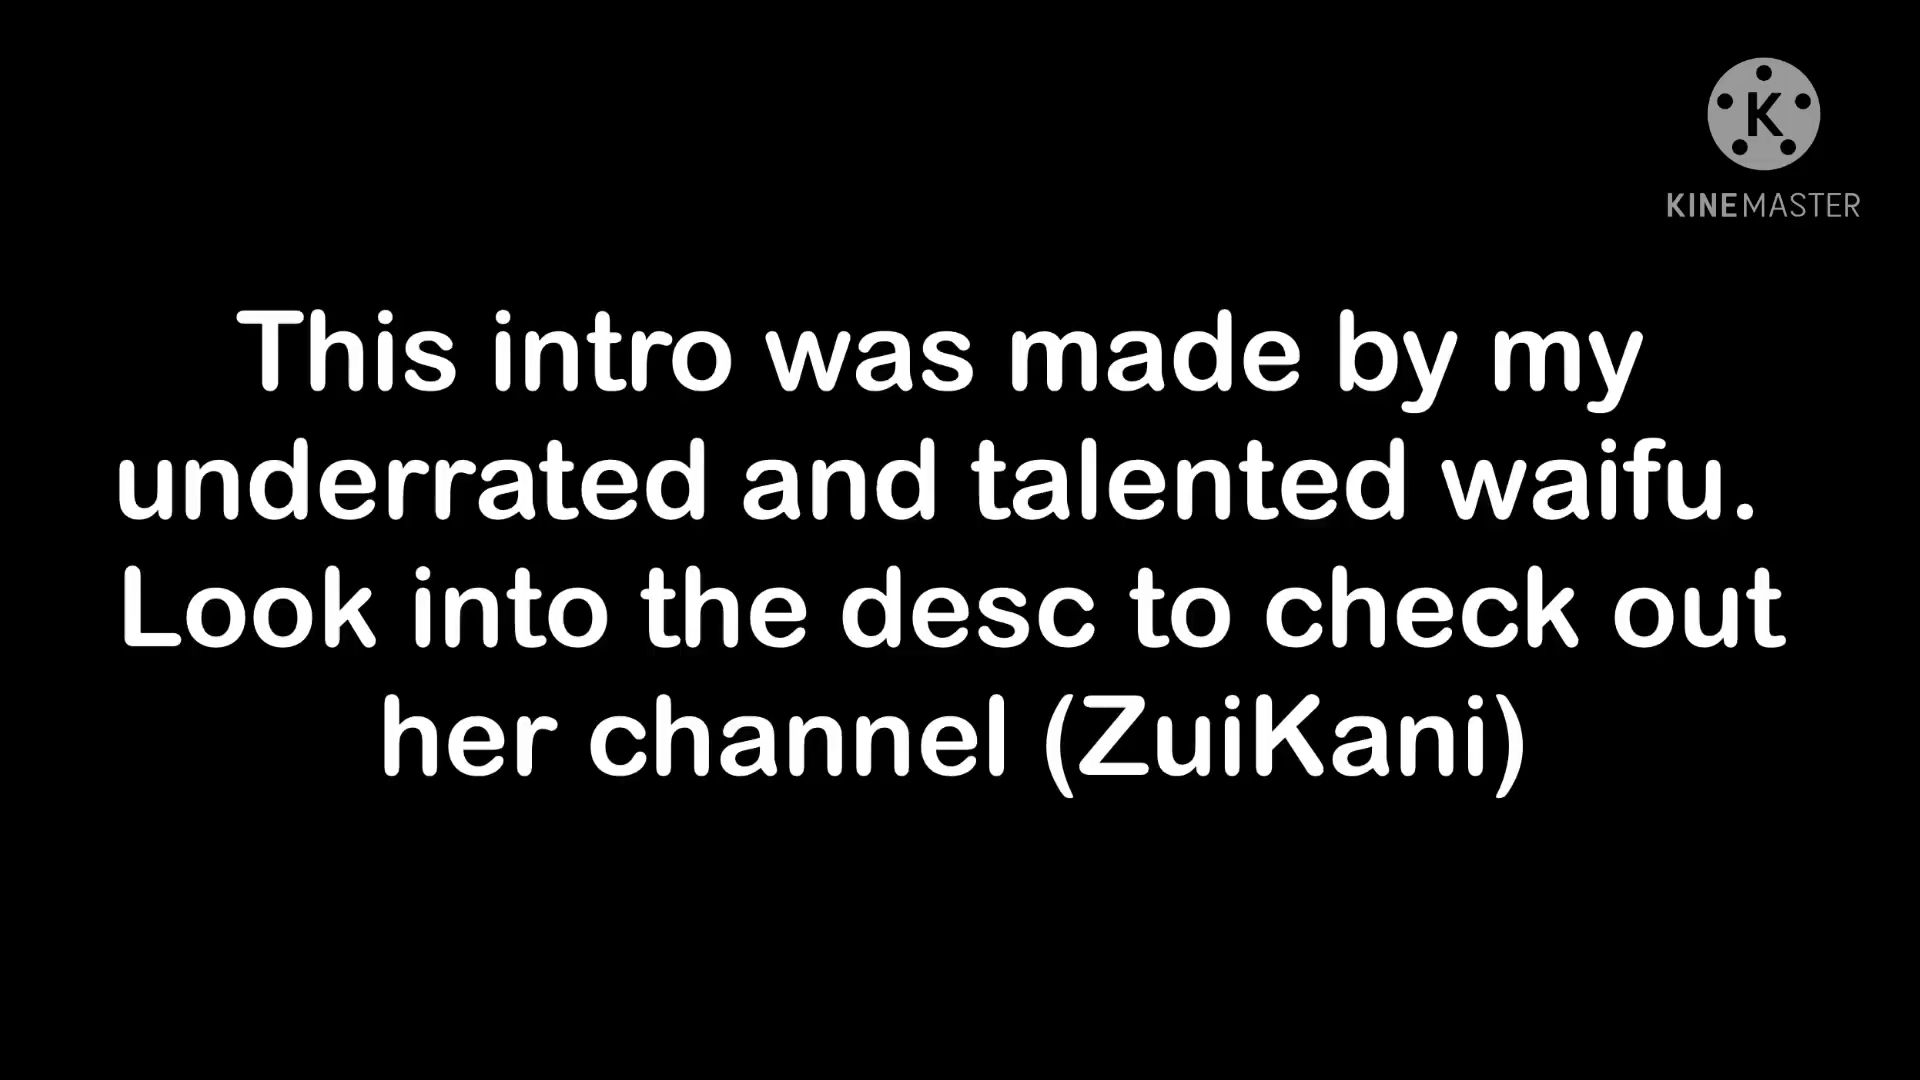 K
KINEMASTER
This intro was made by my
underrated and talented waifu.
Look into the desc to check out
her channel (ZuiKani)